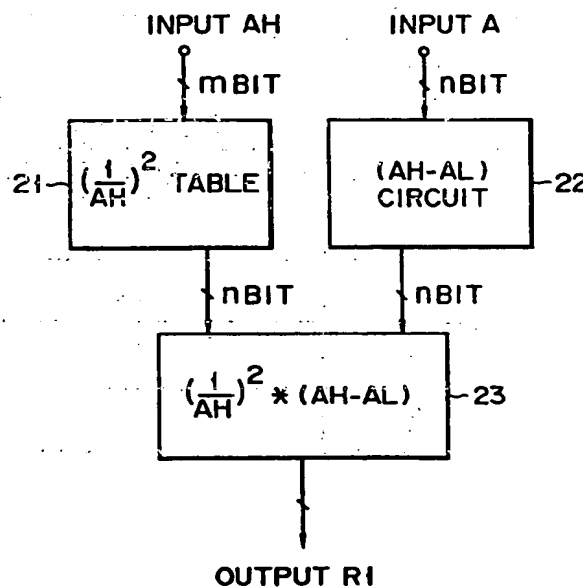 INPUT AH
INPUT A
mBIT
nBIT
21
(1/AH)² TABLE
(AH-AL)
CIRCUIT
22
nBIT
nBIT
(1/AH)² * (AH-AL)
23
OUTPUT R1